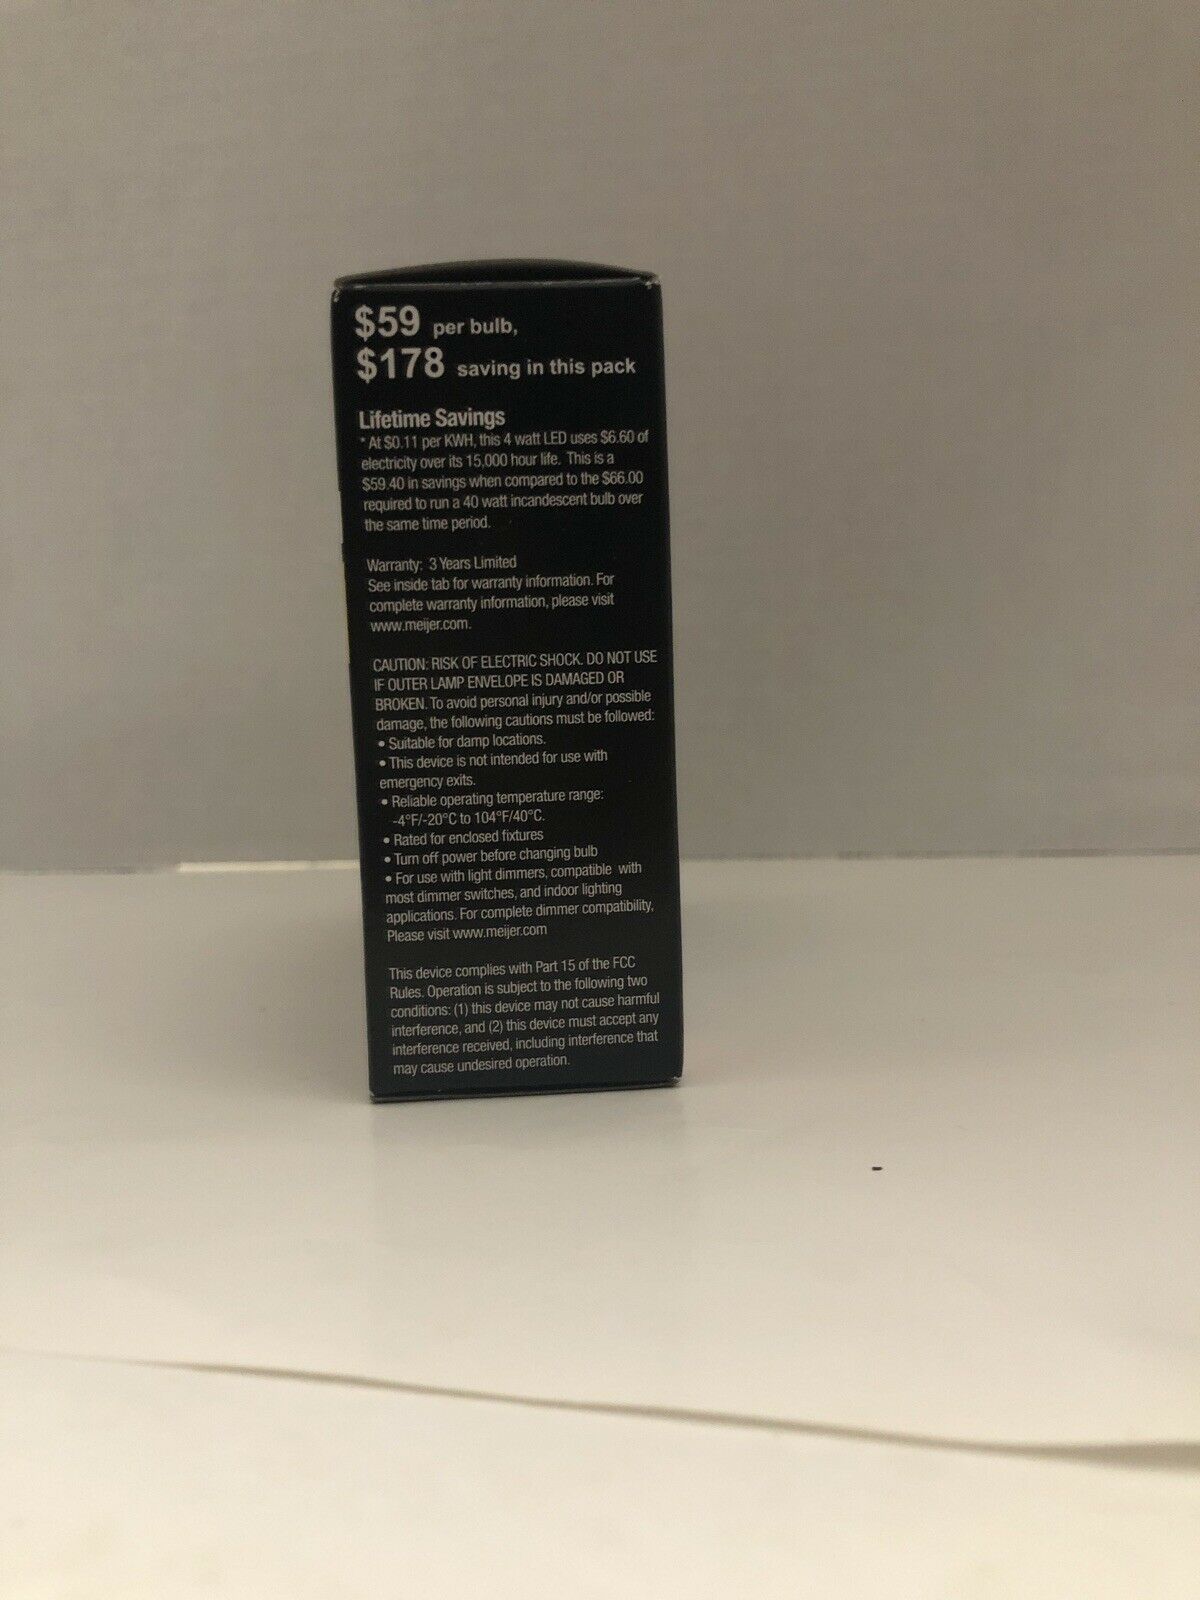 $59 per bulb,
$178 saving in this pack
Lifetime Savings
* At $0.11 per KWH, this 4 watt LED uses $6.60 of
electricity over its 15,000 hour life. This is a
$59.40 in savings when compared to the $66.00
required to run a 40 watt incandescent bulb over
the same time period.
Warranty: 3 Years Limited
See inside tab for warranty information. For
complete warranty information, please visit
www.meijer.com.
CAUTION: RISK OF ELECTRIC SHOCK. DO NOT USE
IF OUTER LAMP ENVELOPE IS DAMAGED OR
BROKEN. To avoid personal injury and/or possible
damage, the following cautions must be followed:
• Suitable for damp locations.
• This device is not intended for use with
emergency exits.
• Reliable operating temperature range:
-4°F/-20°C to 104°F/40°C.
• Rated for enclosed fixtures
• Turn off power before changing bulb
• For use with light dimmers, compatible with
most dimmer switches, and indoor lighting
applications. For complete dimmer compatibility,
Please visit www.meijer.com
This device complies with Part 15 of the FCC
Rules. Operation is subject to the following two
conditions: (1) this device may not cause harmful
interference, and (2) this device must accept any
interference received, including interference that
may cause undesired operation.